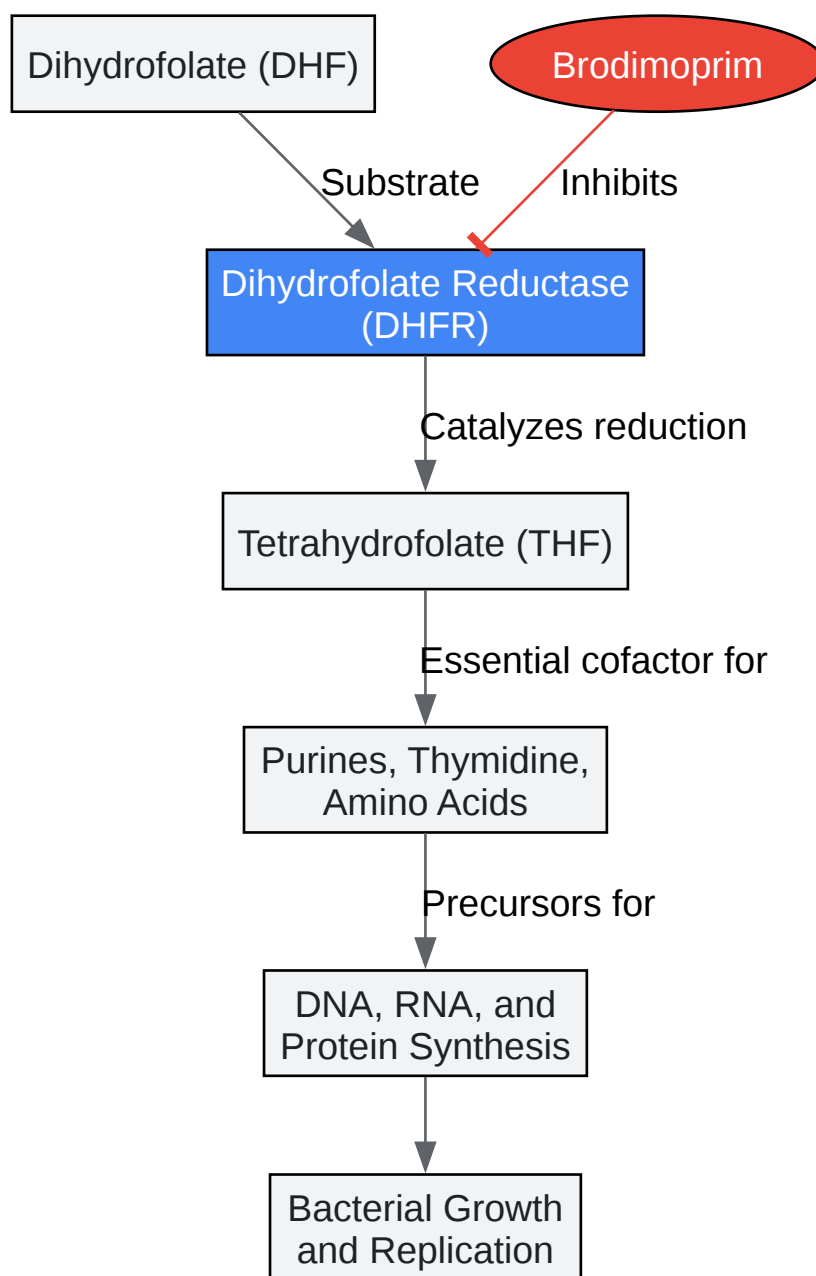 Dihydrofolate (DHF)
Brodimoprim
Substrate
Inhibits
Dihydrofolate Reductase
(DHFR)
Catalyzes reduction
Tetrahydrofolate (THF)
Essential cofactor for
Purines, Thymidine,
Amino Acids
Precursors for
DNA, RNA, and
Protein Synthesis
Bacterial Growth
and Replication